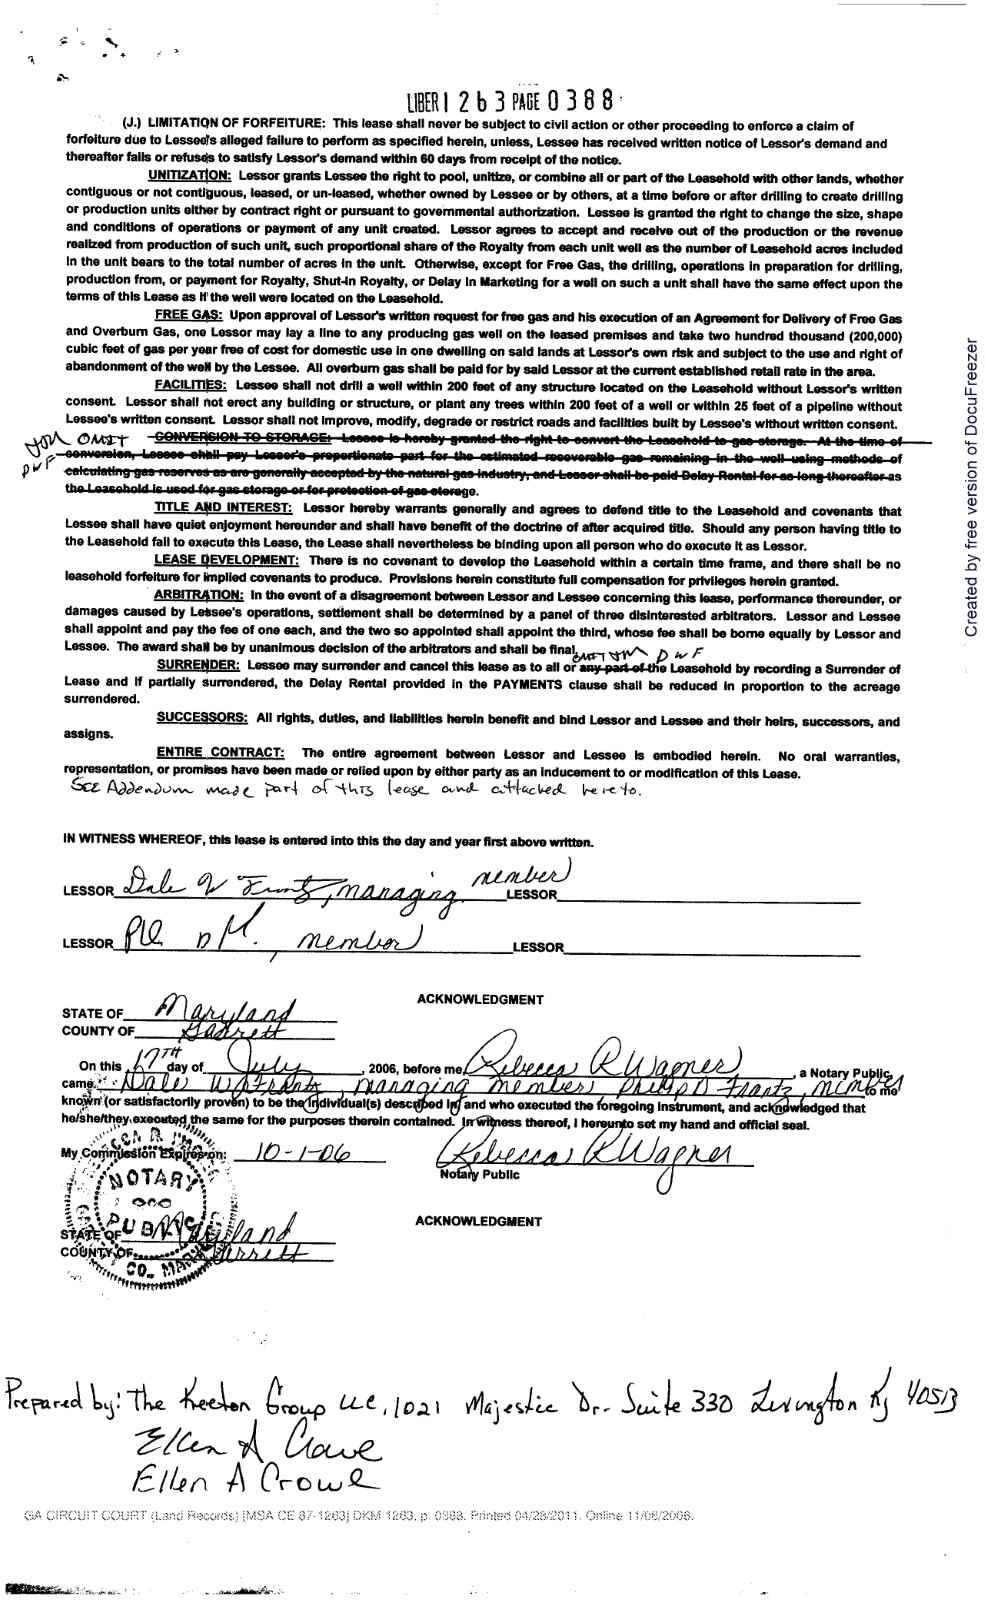 LIBER 1263 PAGE 0388
(J.) LIMITATION OF FORFEITURE: This lease shall never be subject to civil action or other proceeding to enforce a claim of
forfeiture due to Lessee's alleged failure to perform as specified herein, unless, Lessee has received written notice of Lessor's demand and
thereafter fails or refuses to satisfy Lessor's demand within 60 days from receipt of the notice.
UNITIZATION: Lessor grants Lessee the right to pool, unitize, or combine all or part of the Leasehold with other lands, whether
contiguous or not contiguous, leased, or un-leased, whether owned by Lessee or by others, at a time before or after drilling to create drilling
or production units either by contract right or pursuant to governmental authorization. Lessee is granted the right to change the size, shape
and conditions of operations or payment of any unit created. Lessor agrees to accept and receive out of the production or the revenue
realized from production of such unit, such proportional share of the Royalty from each unit well as the number of Leasehold acres included
in the unit bears to the total number of acres in the unit. Otherwise, except for Free Gas, the drilling, operations in preparation for drilling,
production from, or payment for Royalty, Shut-in Royalty, or Delay in Marketing for a well on such a unit shall have the same effect upon the
terms of this Lease as if the well were located on the Leasehold.
FREE GAS: Upon approval of Lessor's written request for free gas and his execution of an Agreement for Delivery of Free Gas
and Overburn Gas, one Lessor may lay a line to any producing gas well on the leased premises and take two hundred thousand (200,000)
cubic feet of gas per year free of cost for domestic use in one dwelling on said lands at Lessor's own risk and subject to the use and right of
abandonment of the well by the Lessee. All overburn gas shall be paid for by said Lessor at the current established retail rate in the area.
FACILITIES: Lessee shall not drill a well within 200 feet of any structure located on the Leasehold without Lessor's written
consent. Lessor shall not erect any building or structure, or plant any trees within 200 feet of a well or within 25 feet of a pipeline without
Lessee's written consent. Lessor shall not improve, modify, degrade or restrict roads and facilities built by Lessee's without written consent.
OMIT CONVERSION TO STORAGE: Lessee is hereby granted the right to convert the Leasehold to gas storage. At the time of
DWF conversion, Lessee shall pay Lessor's proportionate part for the estimated recoverable gas remaining in the well using methods of
calculating gas reserves as are generally accepted by the natural gas industry, and Lessor shall be paid Delay Rental for as long thereafter as
the Leasehold is used for gas storage or for protection of gas storage.
TITLE AND INTEREST: Lessor hereby warrants generally and agrees to defend title to the Leasehold and covenants that
Lessee shall have quiet enjoyment hereunder and shall have benefit of the doctrine of after acquired title. Should any person having title to
the Leasehold fail to execute this Lease, the Lease shall nevertheless be binding upon all person who do execute it as Lessor.
LEASE DEVELOPMENT: There is no covenant to develop the Leasehold within a certain time frame, and there shall be no
leasehold forfeiture for implied covenants to produce. Provisions herein constitute full compensation for privileges herein granted.
ARBITRATION: In the event of a disagreement between Lessor and Lessee concerning this lease, performance thereunder, or
damages caused by Lessee's operations, settlement shall be determined by a panel of three disinterested arbitrators. Lessor and Lessee
shall appoint and pay the fee of one each, and the two so appointed shall appoint the third, whose fee shall be borne equally by Lessor and
Lessee. The award shall be by unanimous decision of the arbitrators and shall be final.
OMIT DWF
SURRENDER: Lessee may surrender and cancel this lease as to all or any part of the Leasehold by recording a Surrender of
Lease and if partially surrendered, the Delay Rental provided in the PAYMENTS clause shall be reduced in proportion to the acreage
surrendered.
SUCCESSORS: All rights, duties, and liabilities herein benefit and bind Lessor and Lessee and their heirs, successors, and
assigns.
ENTIRE CONTRACT: The entire agreement between Lessor and Lessee is embodied herein. No oral warranties,
representation, or promises have been made or relied upon by either party as an inducement to or modification of this Lease.
See Addendum made part of this lease and attached hereto.
IN WITNESS WHEREOF, this lease is entered into this the day and year first above written.
LESSOR Dale W Frantz, managing member LESSOR
LESSOR member LESSOR
ACKNOWLEDGMENT
STATE OF Maryland
COUNTY OF Garrett
On this 17TH day of July, 2006, before me, Rebecca R Wagner, a Notary Public,
came Dale W Frantz, managing member, Philip D Frantz, member to me
known (or satisfactorily proven) to be the individual(s) described in and who executed the foregoing instrument, and acknowledged that
he/she/they executed the same for the purposes therein contained. In witness thereof, I hereunto set my hand and official seal.
My Commission Expires on: 10-1-06 Rebecca R Wagner
Notary Public
NOTARY
PUBLIC
ACKNOWLEDGMENT
STATE OF Maryland
COUNTY OF Garrett
Prepared by: The Keeton Group LLC, 1021 Majestic Dr. Suite 330 Lexington Ky 40513
Ellen A Crowe
Ellen A Crowe
GA CIRCUIT COURT (Land Records) [MSA CE 87-1263] DKM 1263, p. 0388. Printed 04/28/2011. Online 11/08/2006.
Created by free version of DocuFreezer